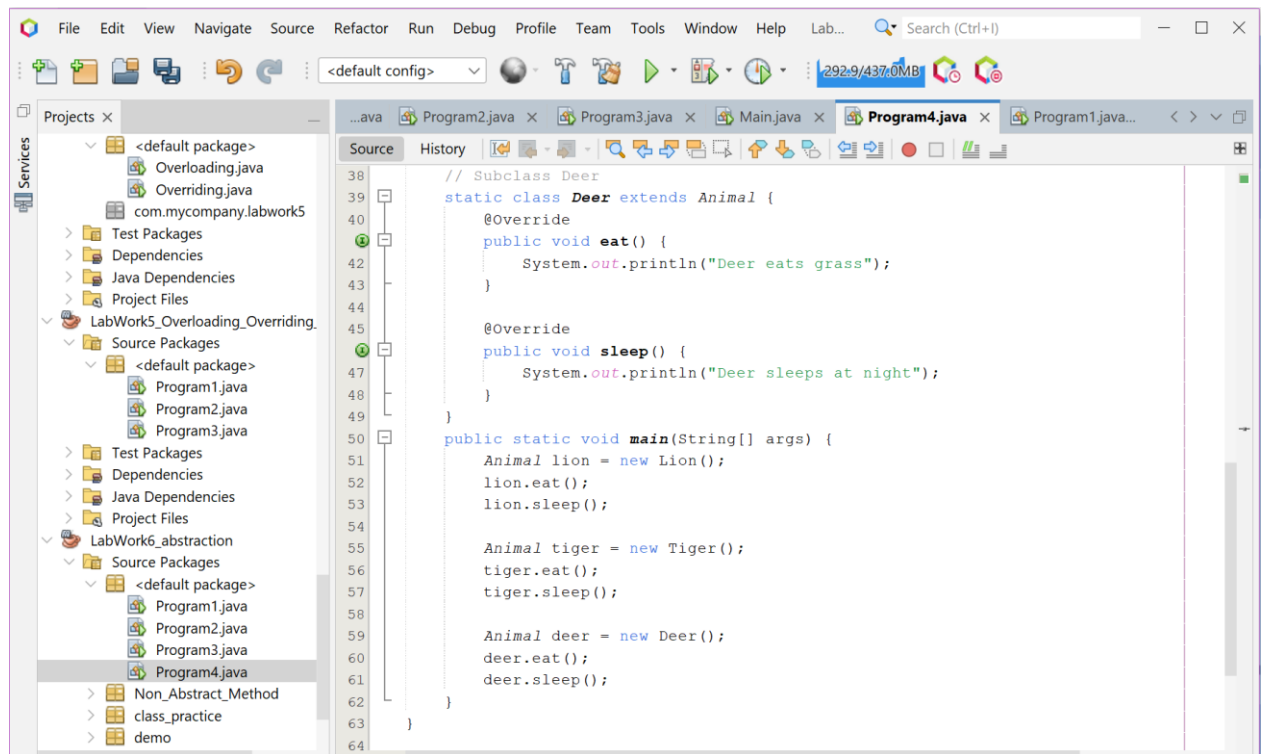 File Edit View Navigate Source Refactor Run Debug Profile Team Tools Window Help Lab... Search (Ctrl+I)
<default config> 292.9/437.0MB
Services
Projects
<default package>
Overloading.java
Overriding.java
com.mycompany.labwork5
Test Packages
Dependencies
Java Dependencies
Project Files
LabWork5_Overloading_Overriding_
Source Packages
<default package>
Program1.java
Program2.java
Program3.java
Test Packages
Dependencies
Java Dependencies
Project Files
LabWork6_abstraction
Source Packages
<default package>
Program1.java
Program2.java
Program3.java
Program4.java
Non_Abstract_Method
class_practice
demo
...ava Program2.java Program3.java Main.java Program4.java Program1.java...
Source History
38 // Subclass Deer
39 static class Deer extends Animal {
40 @Override
public void eat() {
42 System.out.println("Deer eats grass");
43 }
44
45 @Override
public void sleep() {
47 System.out.println("Deer sleeps at night");
48 }
49 }
50 public static void main(String[] args) {
51 Animal lion = new Lion();
52 lion.eat();
53 lion.sleep();
54
55 Animal tiger = new Tiger();
56 tiger.eat();
57 tiger.sleep();
58
59 Animal deer = new Deer();
60 deer.eat();
61 deer.sleep();
62 }
63 }
64